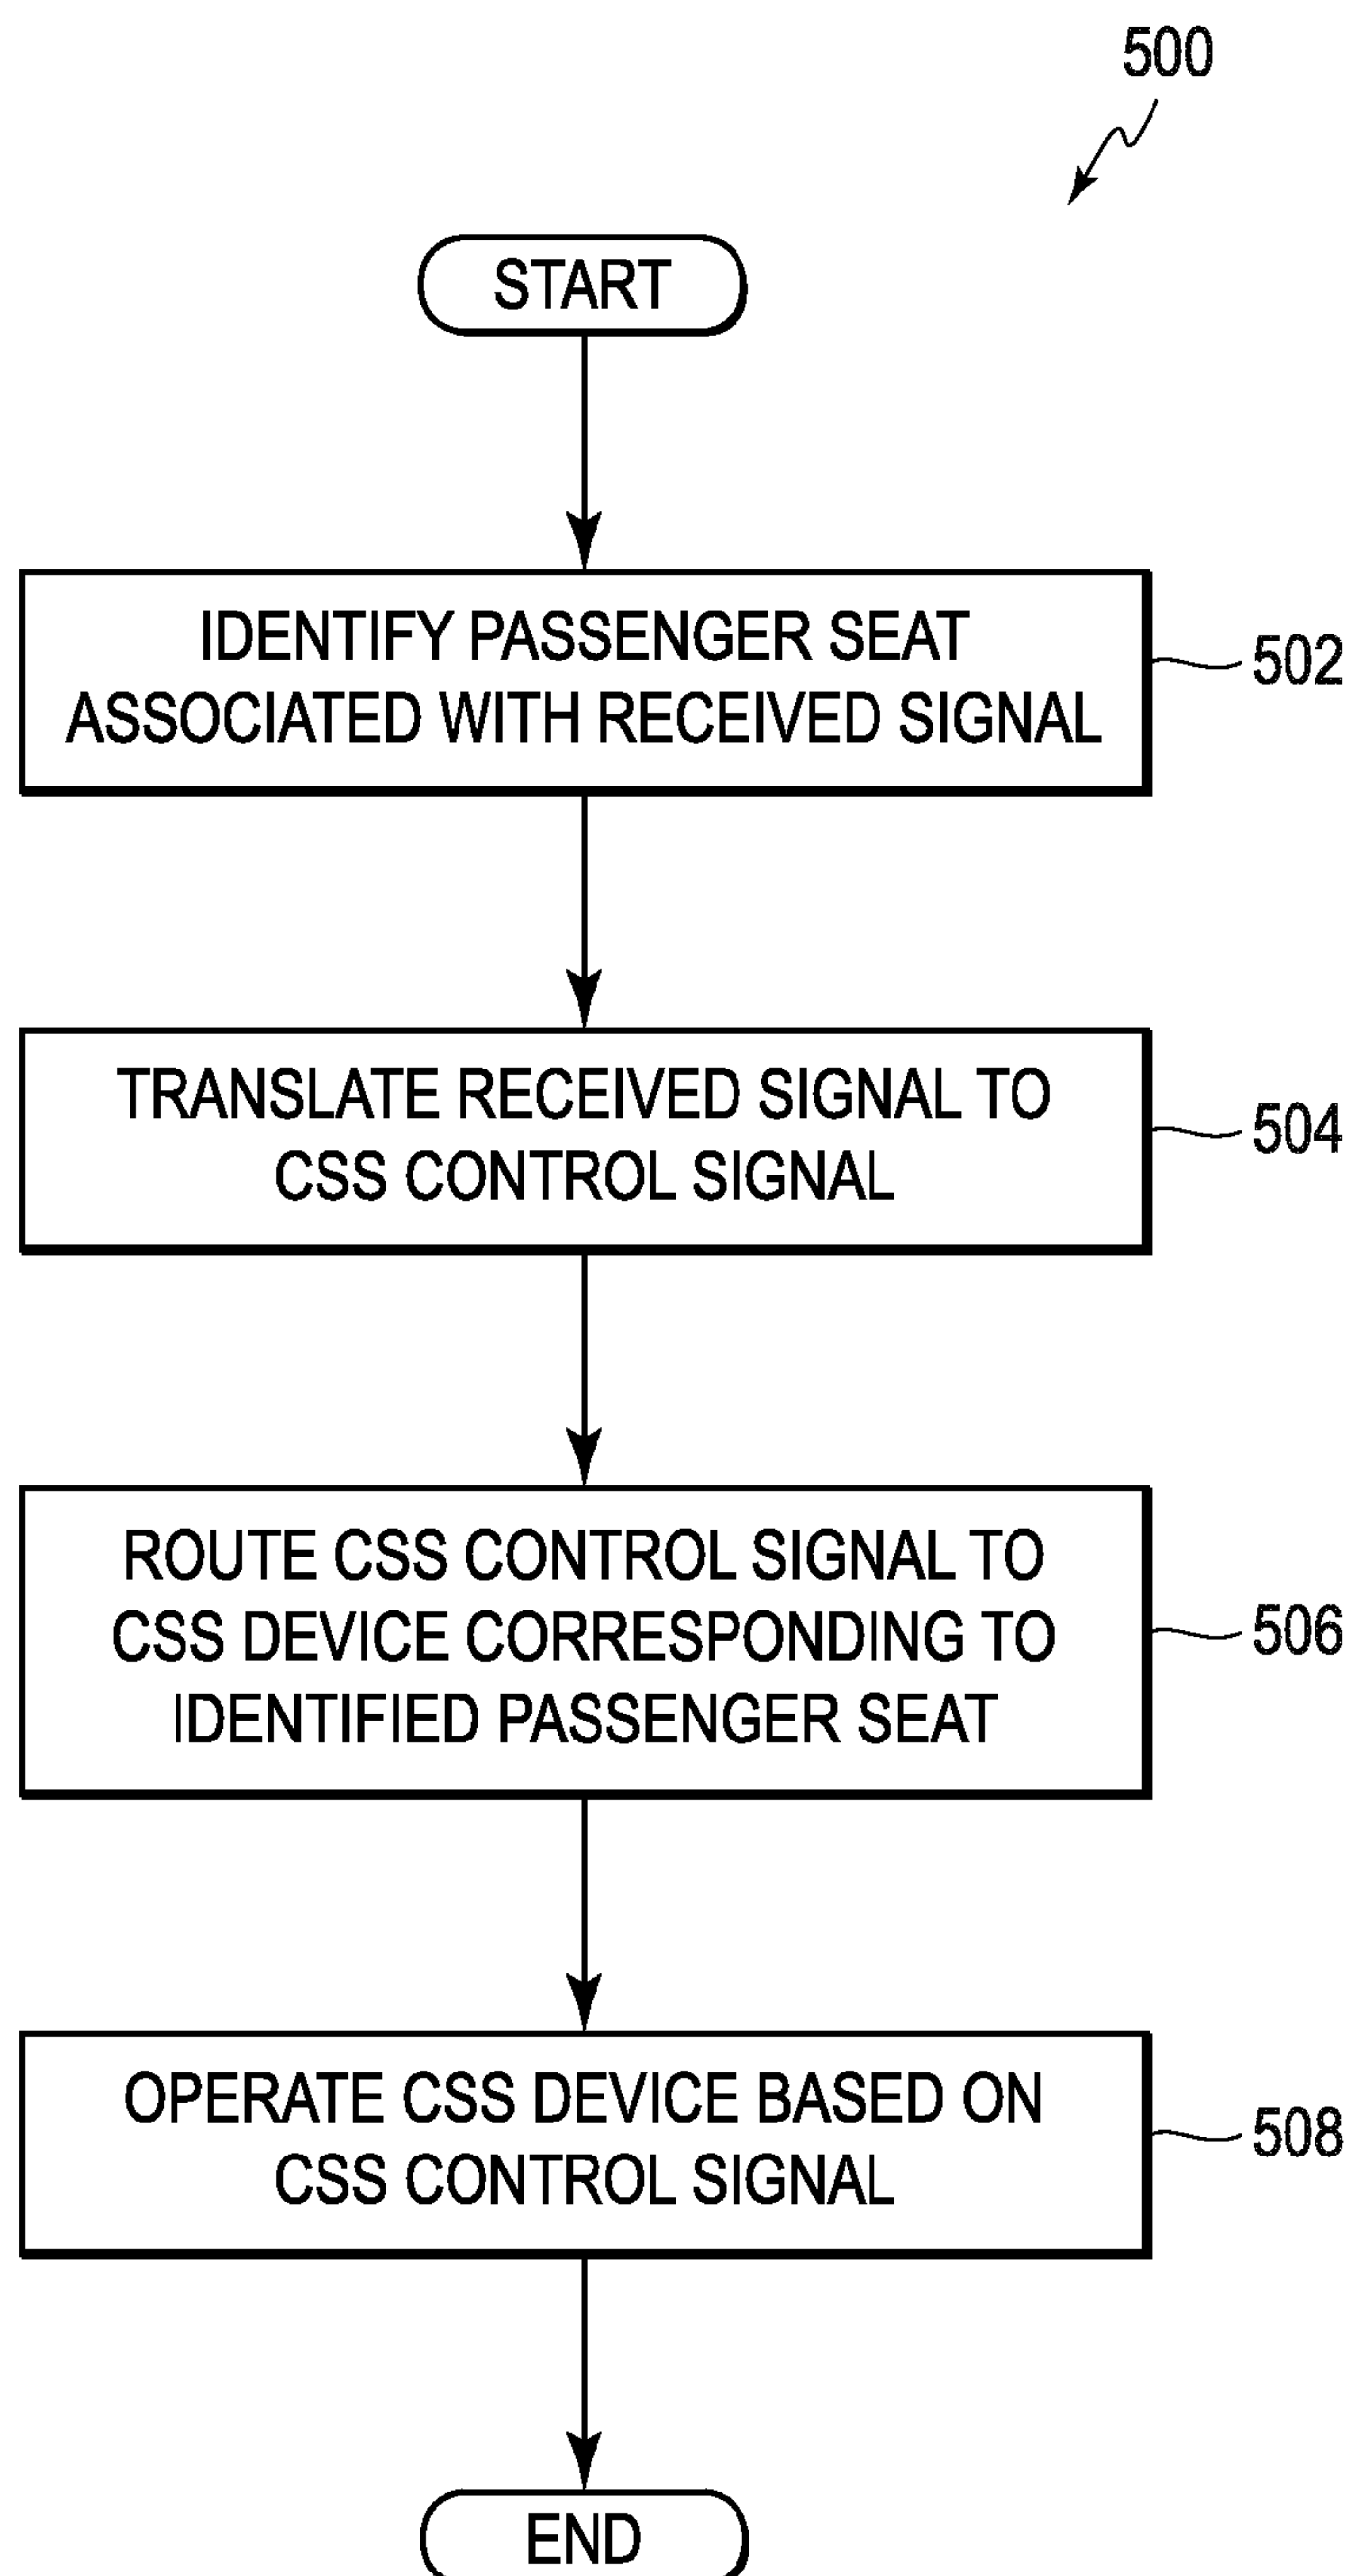 500
START
IDENTIFY PASSENGER SEAT
ASSOCIATED WITH RECEIVED SIGNAL
502
TRANSLATE RECEIVED SIGNAL TO
CSS CONTROL SIGNAL
504
ROUTE CSS CONTROL SIGNAL TO
CSS DEVICE CORRESPONDING TO
IDENTIFIED PASSENGER SEAT
506
OPERATE CSS DEVICE BASED ON
CSS CONTROL SIGNAL
508
END